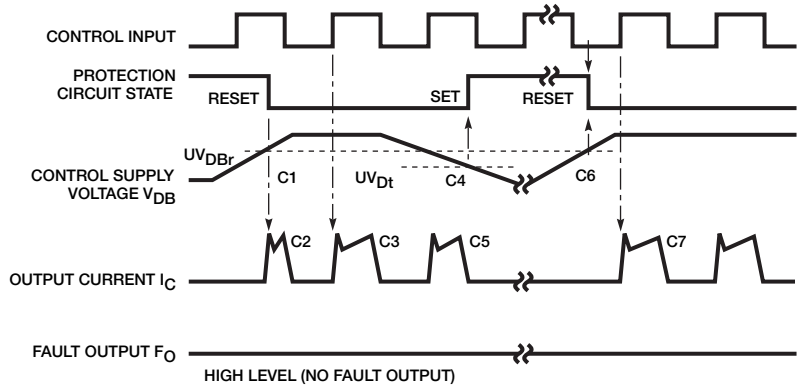 CONTROL INPUT
PROTECTION
CIRCUIT STATE
RESET
SET
RESET
UVDBr
CONTROL SUPPLY
VOLTAGE VDB
C1
UVDt
C4
C6
C2
C3
C5
C7
OUTPUT CURRENT IC
FAULT OUTPUT FO
HIGH LEVEL (NO FAULT OUTPUT)